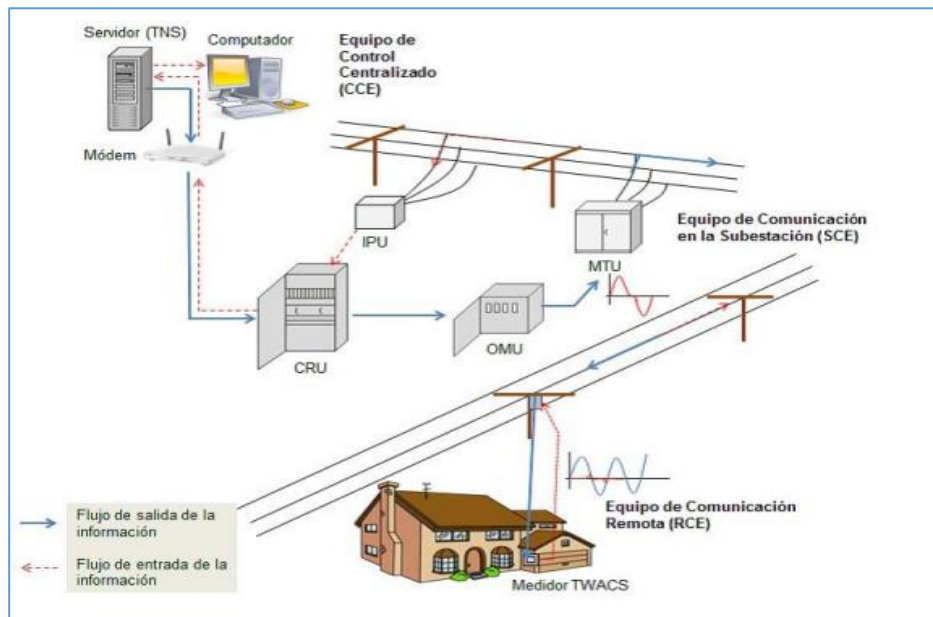 Servidor (TNS)
Computador
Equipo de
Control
Centralizado
(CCE)
Módem
IPU
Equipo de Comunicación
en la Subestación (SCE)
MTU
CRU
OMU
Equipo de Comunicación
Remota (RCE)
Medidor TWACS
Flujo de salida de la
información
Flujo de entrada de la
información